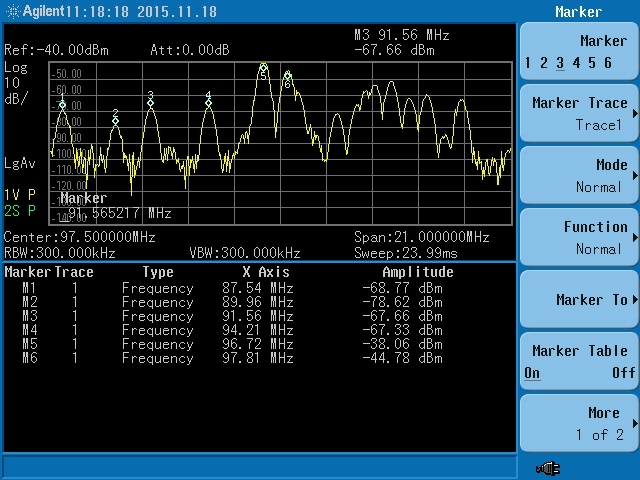 Agilent 11:18:18 2015.11.18
Marker
M3 91.56 MHz
Ref:-40.00dBm Att:0.00dB -67.66 dBm
Log
10
dB/
LgAv
1V P
2S P
-50.00
-60.00
-70.00
-80.00
-90.00
-100.00
-110.00
-120.00
-130.00
-140.00
1 2 3 4 5 6
Marker
91.565217 MHz
Center:97.500000MHz Span:21.000000MHz
RBW:300.000kHz VBW:300.000kHz Sweep:23.99ms
Marker Trace Type X Axis Amplitude
M1 1 Frequency 87.54 MHz -68.77 dBm
M2 1 Frequency 89.96 MHz -78.62 dBm
M3 1 Frequency 91.56 MHz -67.66 dBm
M4 1 Frequency 94.21 MHz -67.33 dBm
M5 1 Frequency 96.72 MHz -38.06 dBm
M6 1 Frequency 97.81 MHz -44.78 dBm
Marker
1 2 3 4 5 6
Marker Trace
Trace1
Mode
Normal
Function
Normal
Marker To
Marker Table
On Off
More
1 of 2